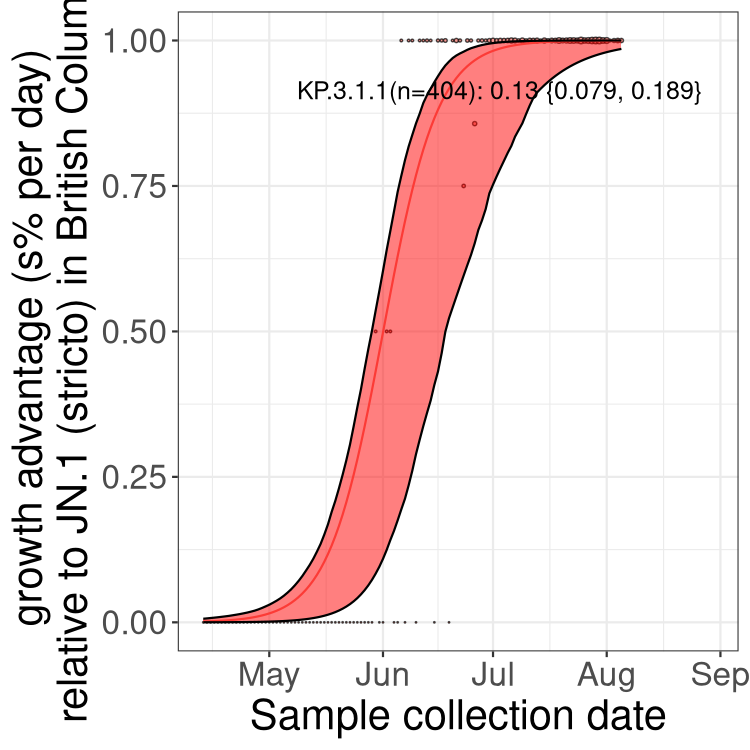 growth advantage (s% per day)
relative to JN.1 (stricto) in British Colum
1.00
0.75
0.50
0.25
0.00
KP.3.1.1(n=404): 0.13 {0.079, 0.189}
May Jun Jul Aug Sep
Sample collection date